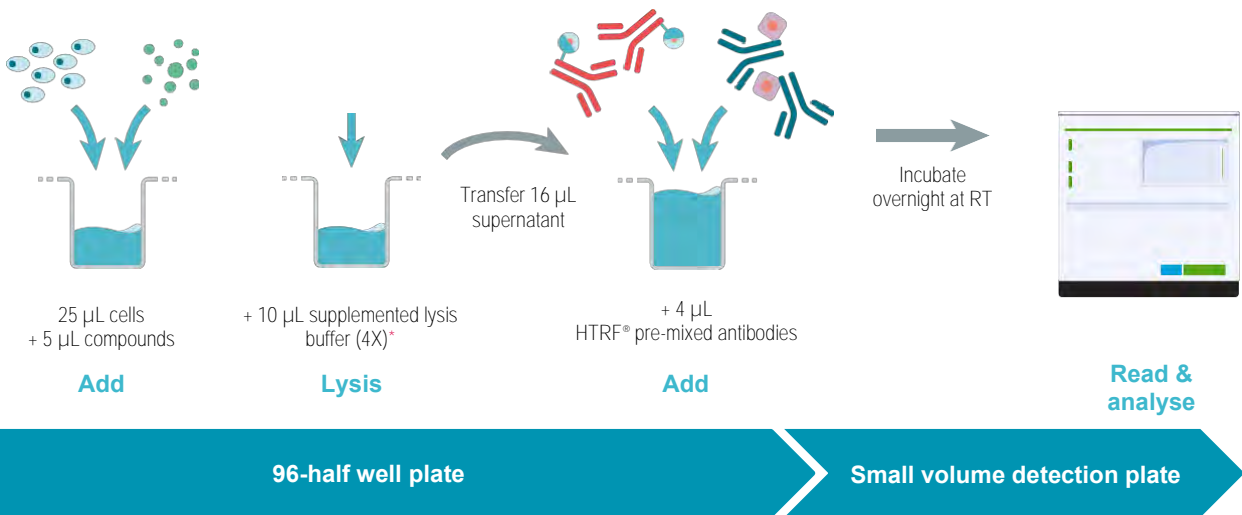 Transfer 16 µL
supernatant
Incubate
overnight at RT
25 µL cells
+ 5 µL compounds
Add
+ 10 µL supplemented lysis
buffer (4X)*
Lysis
+ 4 µL
HTRF® pre-mixed antibodies
Add
Read &
analyse
96-half well plate
Small volume detection plate